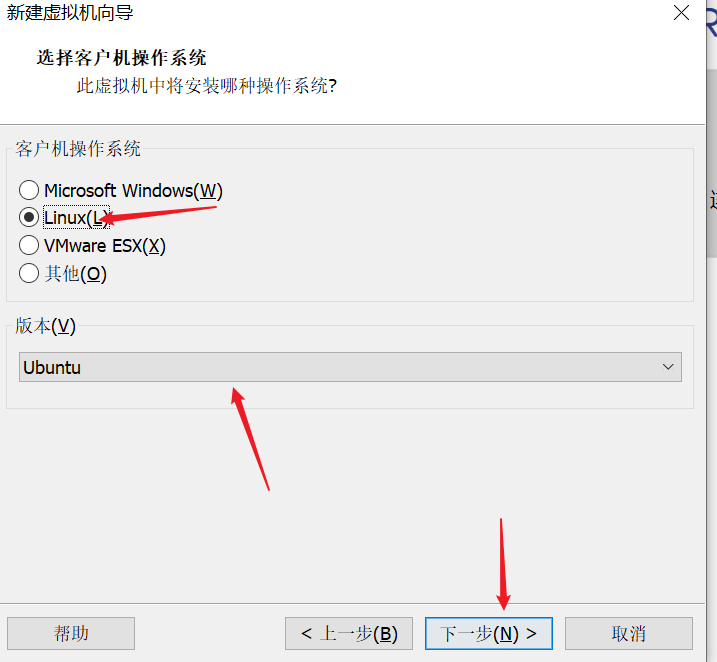 新建虚拟机向导
选择客户机操作系统
此虚拟机中将安装哪种操作系统?
客户机操作系统
Microsoft Windows(W)
Linux(L)
VMware ESX(X)
其他(O)
版本(V)
Ubuntu
帮助
< 上一步(B)
下一步(N) >
取消